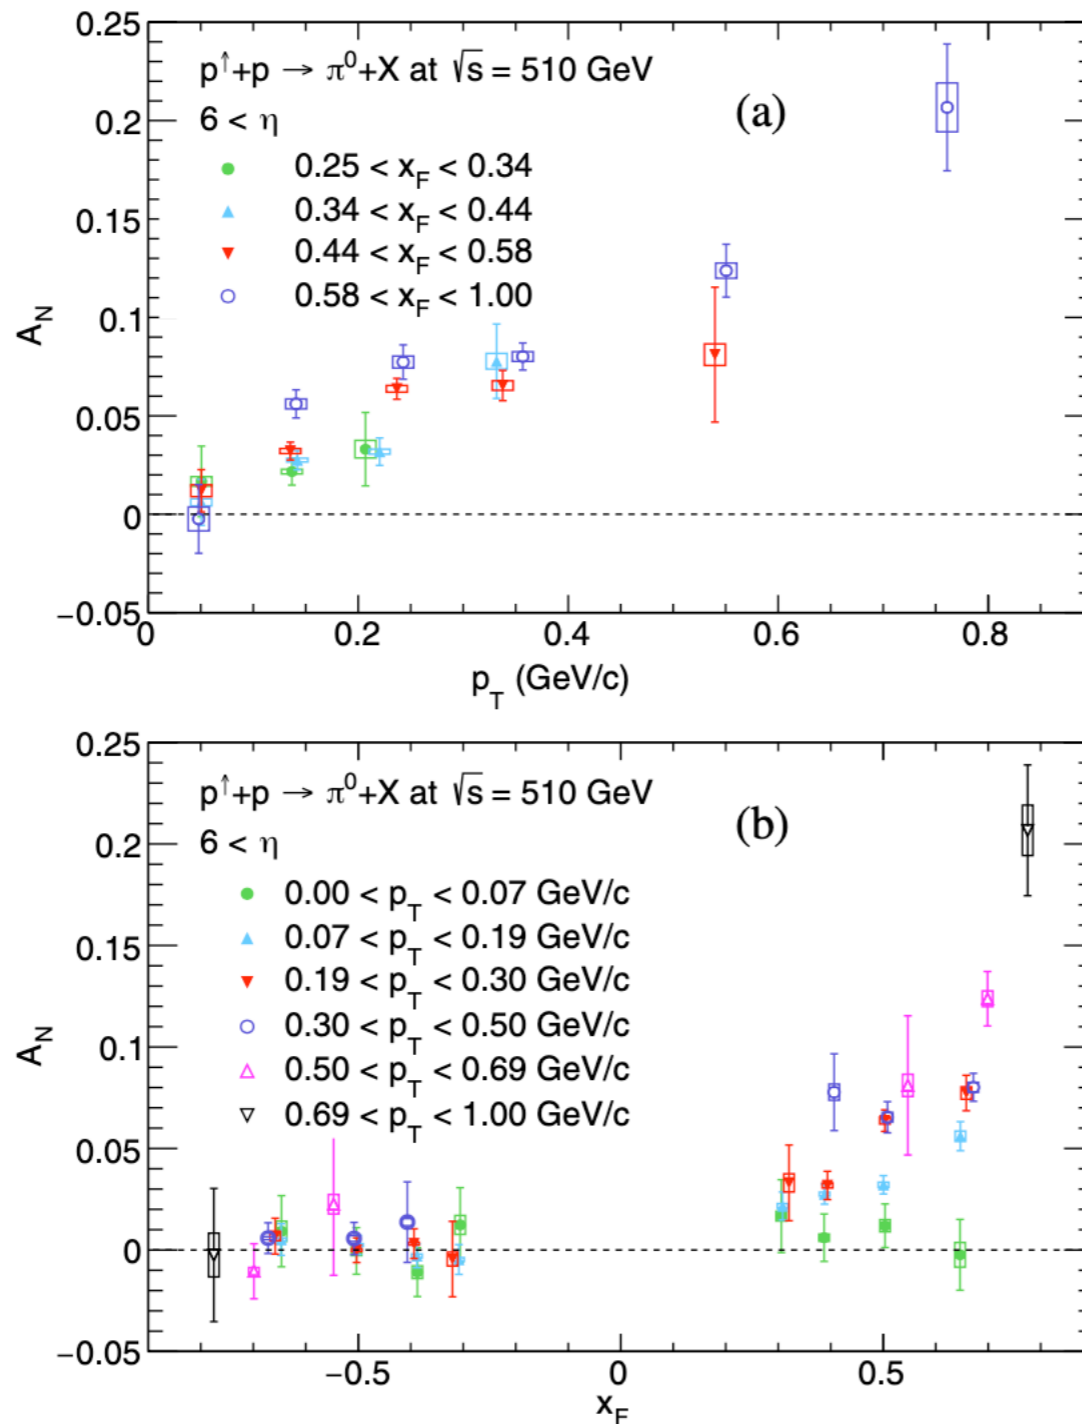 0.25
p↑+p → π⁰+X at √s = 510 GeV
(a)
6 < η
0.2
0.25 < x_F < 0.34
0.34 < x_F < 0.44
0.15
0.44 < x_F < 0.58
0.58 < x_F < 1.00
0.1
A_N
0.05
0
−0.05
0 0.2 0.4 0.6 0.8
p_T (GeV/c)
0.25
p↑+p → π⁰+X at √s = 510 GeV
(b)
6 < η
0.2
0.00 < p_T < 0.07 GeV/c
0.07 < p_T < 0.19 GeV/c
0.15
0.19 < p_T < 0.30 GeV/c
0.30 < p_T < 0.50 GeV/c
0.1
A_N
0.50 < p_T < 0.69 GeV/c
0.69 < p_T < 1.00 GeV/c
0.05
0
−0.05
−0.5 0 0.5
x_F